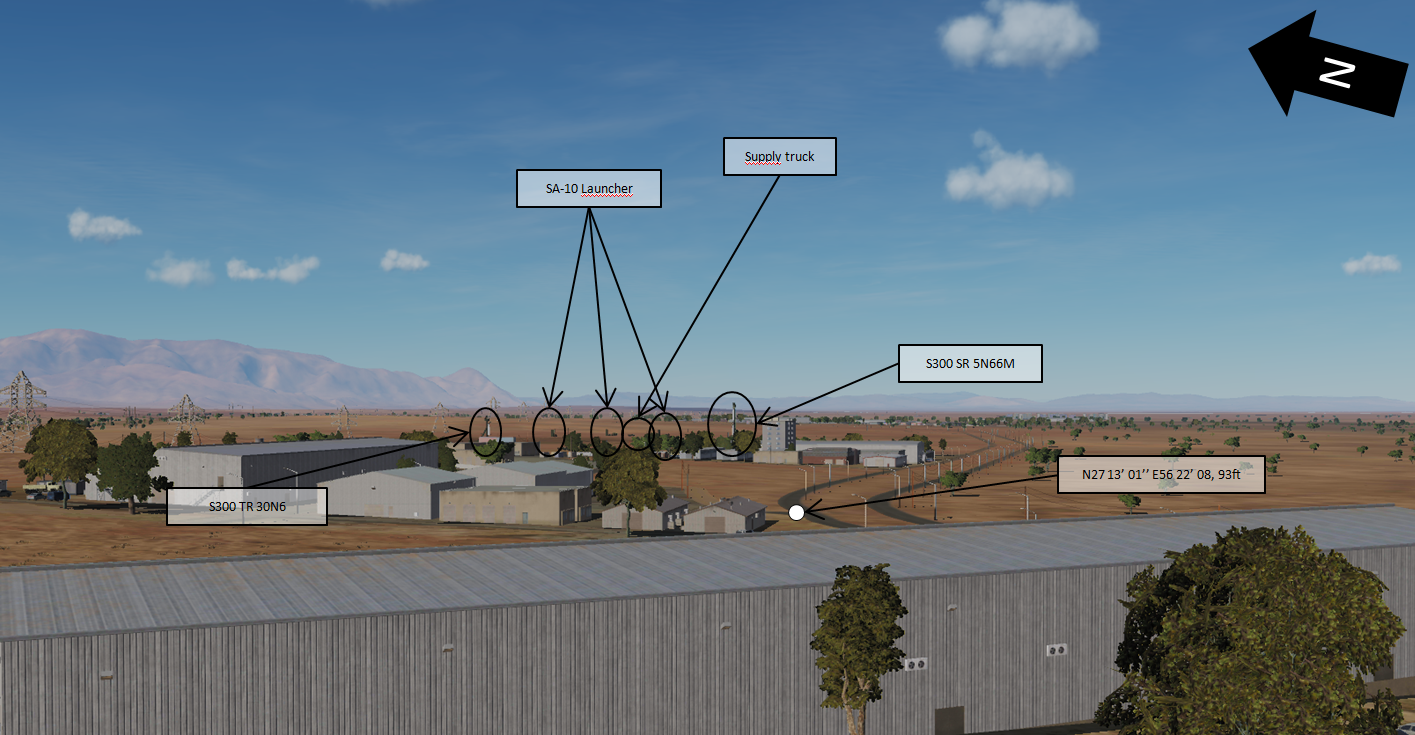 N
Supply truck
SA-10 Launcher
S300 SR 5N66M
N27 13’ 01’’ E56 22’ 08, 93ft
S300 TR 30N6